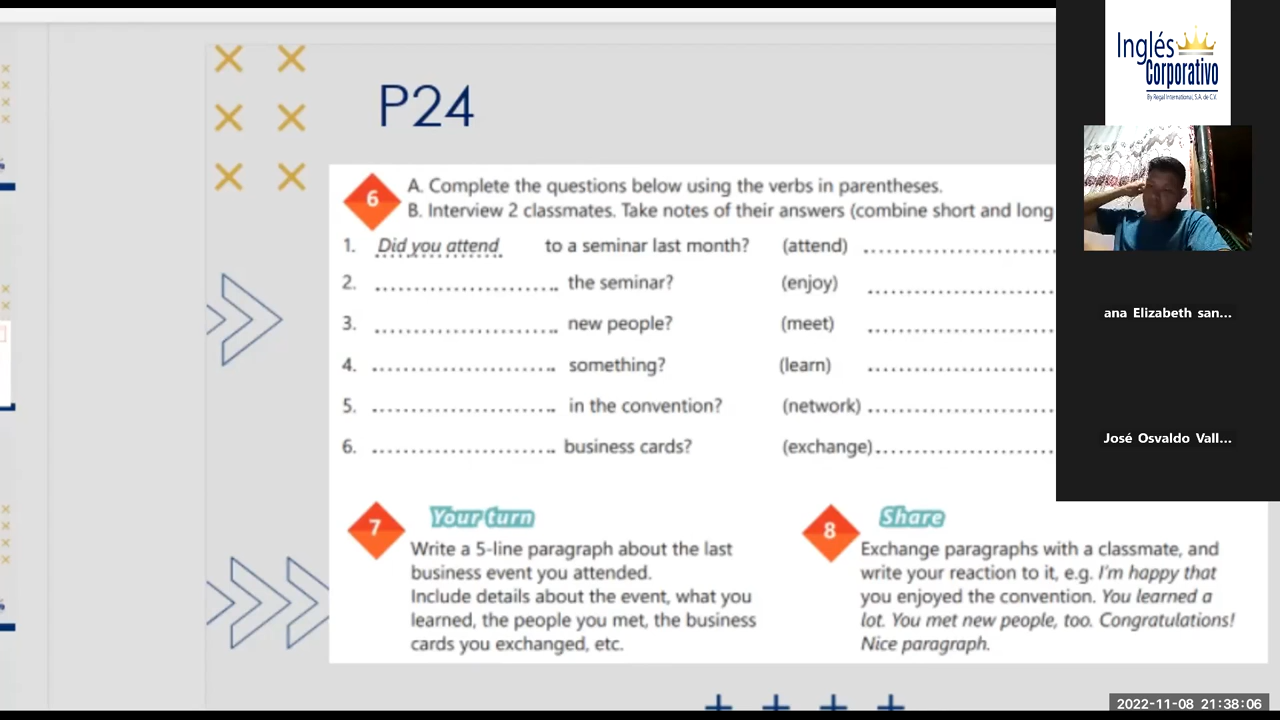 P24
6
A. Complete the questions below using the verbs in parentheses.
B. Interview 2 classmates. Take notes of their answers (combine short and long
1. Did you attend to a seminar last month? (attend)
2. the seminar? (enjoy)
3. new people? (meet)
4. something? (learn)
5. in the convention? (network)
6. business cards? (exchange)
7
Your turn
Write a 5-line paragraph about the last
business event you attended.
Include details about the event, what you
learned, the people you met, the business
cards you exchanged, etc.
8
Share
Exchange paragraphs with a classmate, and
write your reaction to it, e.g. I'm happy that
you enjoyed the convention. You learned a
lot. You met new people, too. Congratulations!
Nice paragraph.
Inglés
Corporativo
By Regal International, S.A. de C.V.
ana Elizabeth san...
José Osvaldo Vall...
2022-11-08 21:38:06